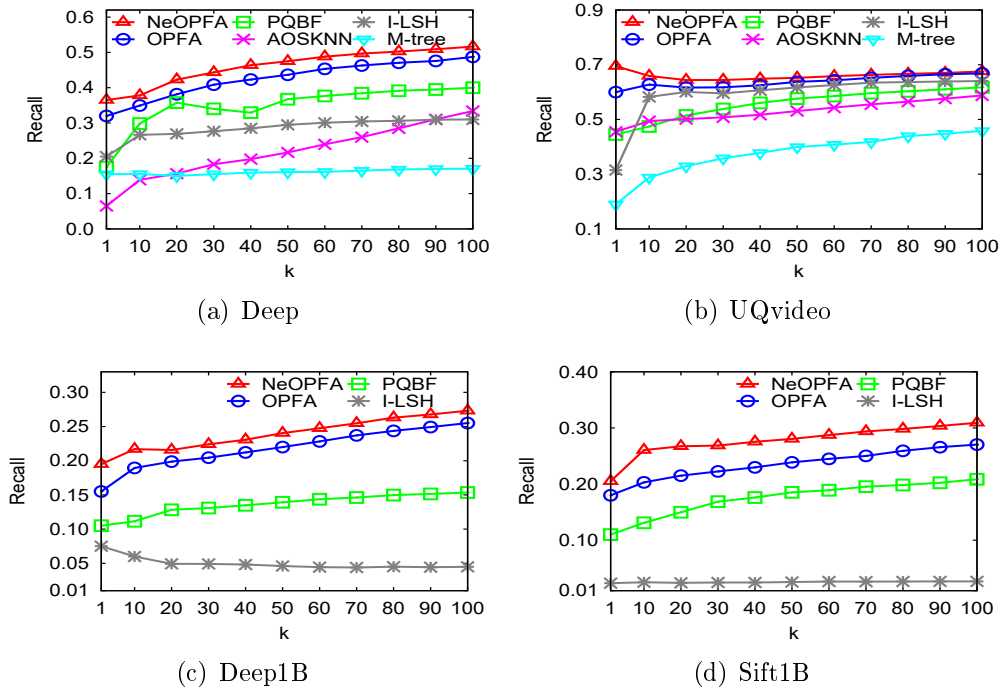 NeOPFA PQBF I-LSH
OPFA AOSKNN M-tree
Recall
0.6
0.5
0.4
0.3
0.2
0.1
0.0
1 10 20 30 40 50 60 70 80 90 100
k
(a) Deep
NeOPFA PQBF I-LSH
OPFA AOSKNN M-tree
Recall
0.9
0.7
0.5
0.3
0.1
1 10 20 30 40 50 60 70 80 90 100
k
(b) UQvideo
NeOPFA PQBF
OPFA I-LSH
Recall
0.30
0.25
0.20
0.15
0.10
0.05
0.01
1 10 20 30 40 50 60 70 80 90 100
k
(c) Deep1B
NeOPFA PQBF
OPFA I-LSH
Recall
0.40
0.30
0.20
0.10
0.01
1 10 20 30 40 50 60 70 80 90 100
k
(d) Sift1B